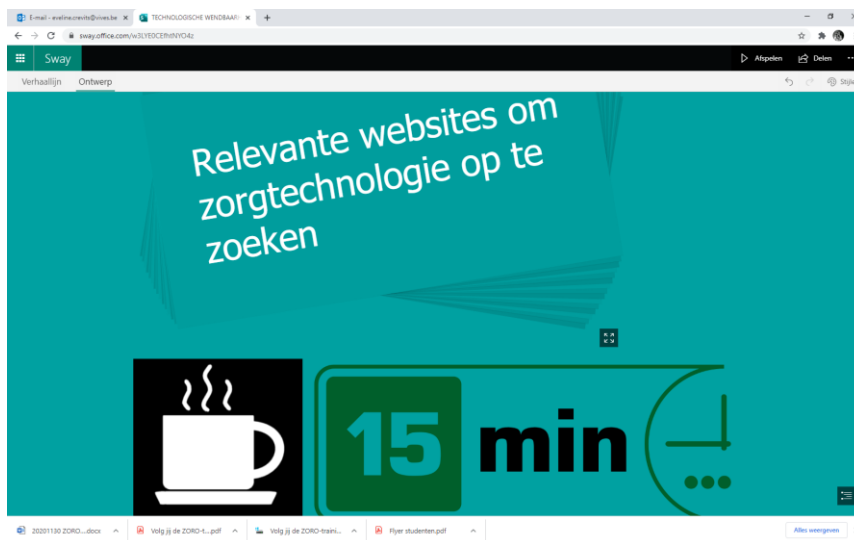 E-mail - eveline.crevits@vives.be
TECHNOLOGISCHE WENDBAAR
sway.office.com/w3LYE0CEfhtNYO4z
Sway
Afspelen
Delen
Verhaallijn
Ontwerp
Relevante websites om
zorgtechnologie op te
zoeken
15 min
20201130 ZORO....docx
Volg jij de ZORO-t....pdf
Volg jij de ZORO-traini...
Flyer studenten.pdf
Alles weergeven